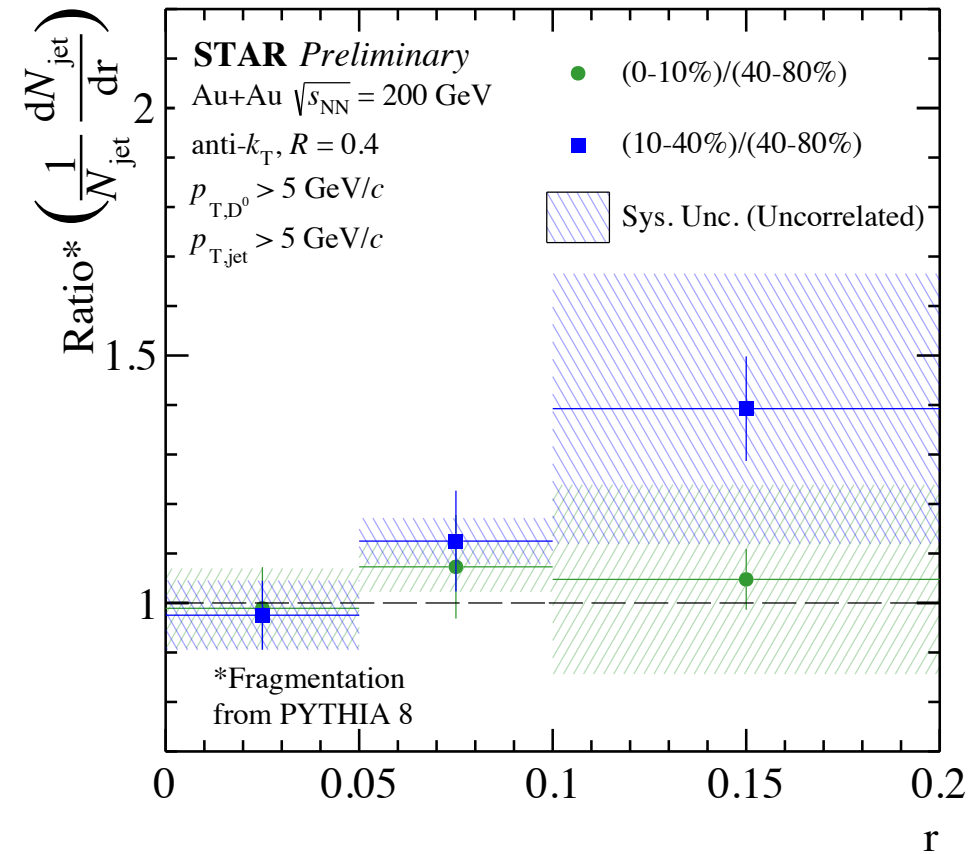 Ratio* (1/N_jet dN_jet/dr)
STAR Preliminary
Au+Au √s_NN = 200 GeV
anti-k_T, R = 0.4
p_T,D⁰ > 5 GeV/c
p_T,jet > 5 GeV/c
(0-10%)/(40-80%)
(10-40%)/(40-80%)
Sys. Unc. (Uncorrelated)
2
1.5
1
*Fragmentation
from PYTHIA 8
0 0.05 0.1 0.15 0.2
r